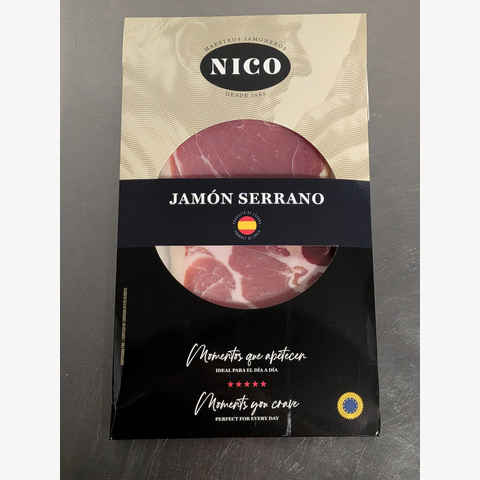 MAESTROS JAMONEROS
NICO
DESDE 1961
JAMÓN SERRANO
Momentos que apetecen
IDEAL PARA EL DÍA A DÍA
Moments you crave
PERFECT FOR EVERY DAY